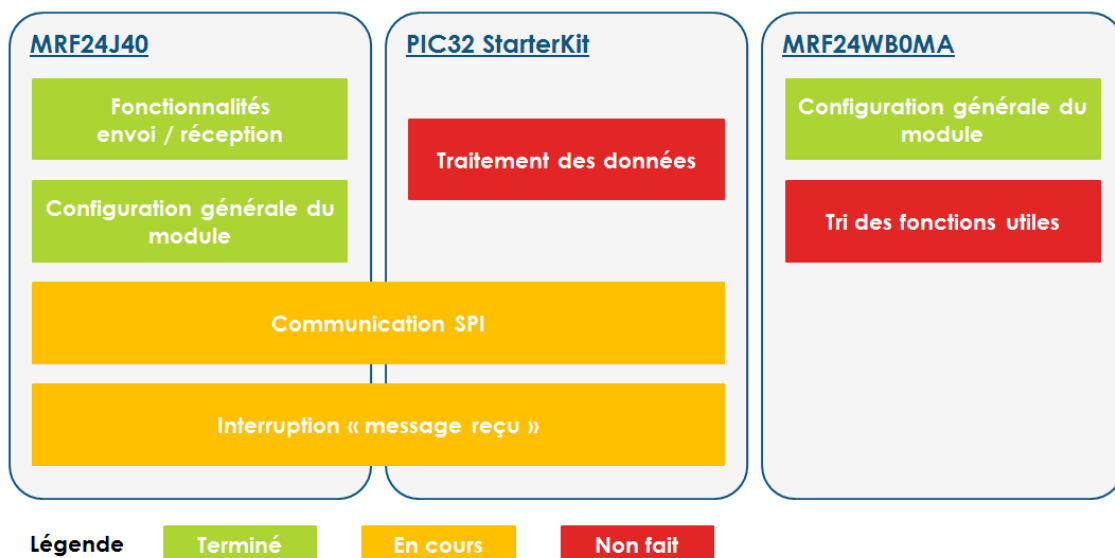 MRF24J40
Fonctionnalités
envoi / réception
Configuration générale du
module
PIC32 StarterKit
Traitement des données
MRF24WB0MA
Configuration générale du
module
Tri des fonctions utiles
Communication SPI
Interruption « message reçu »
Légende
Terminé
En cours
Non fait